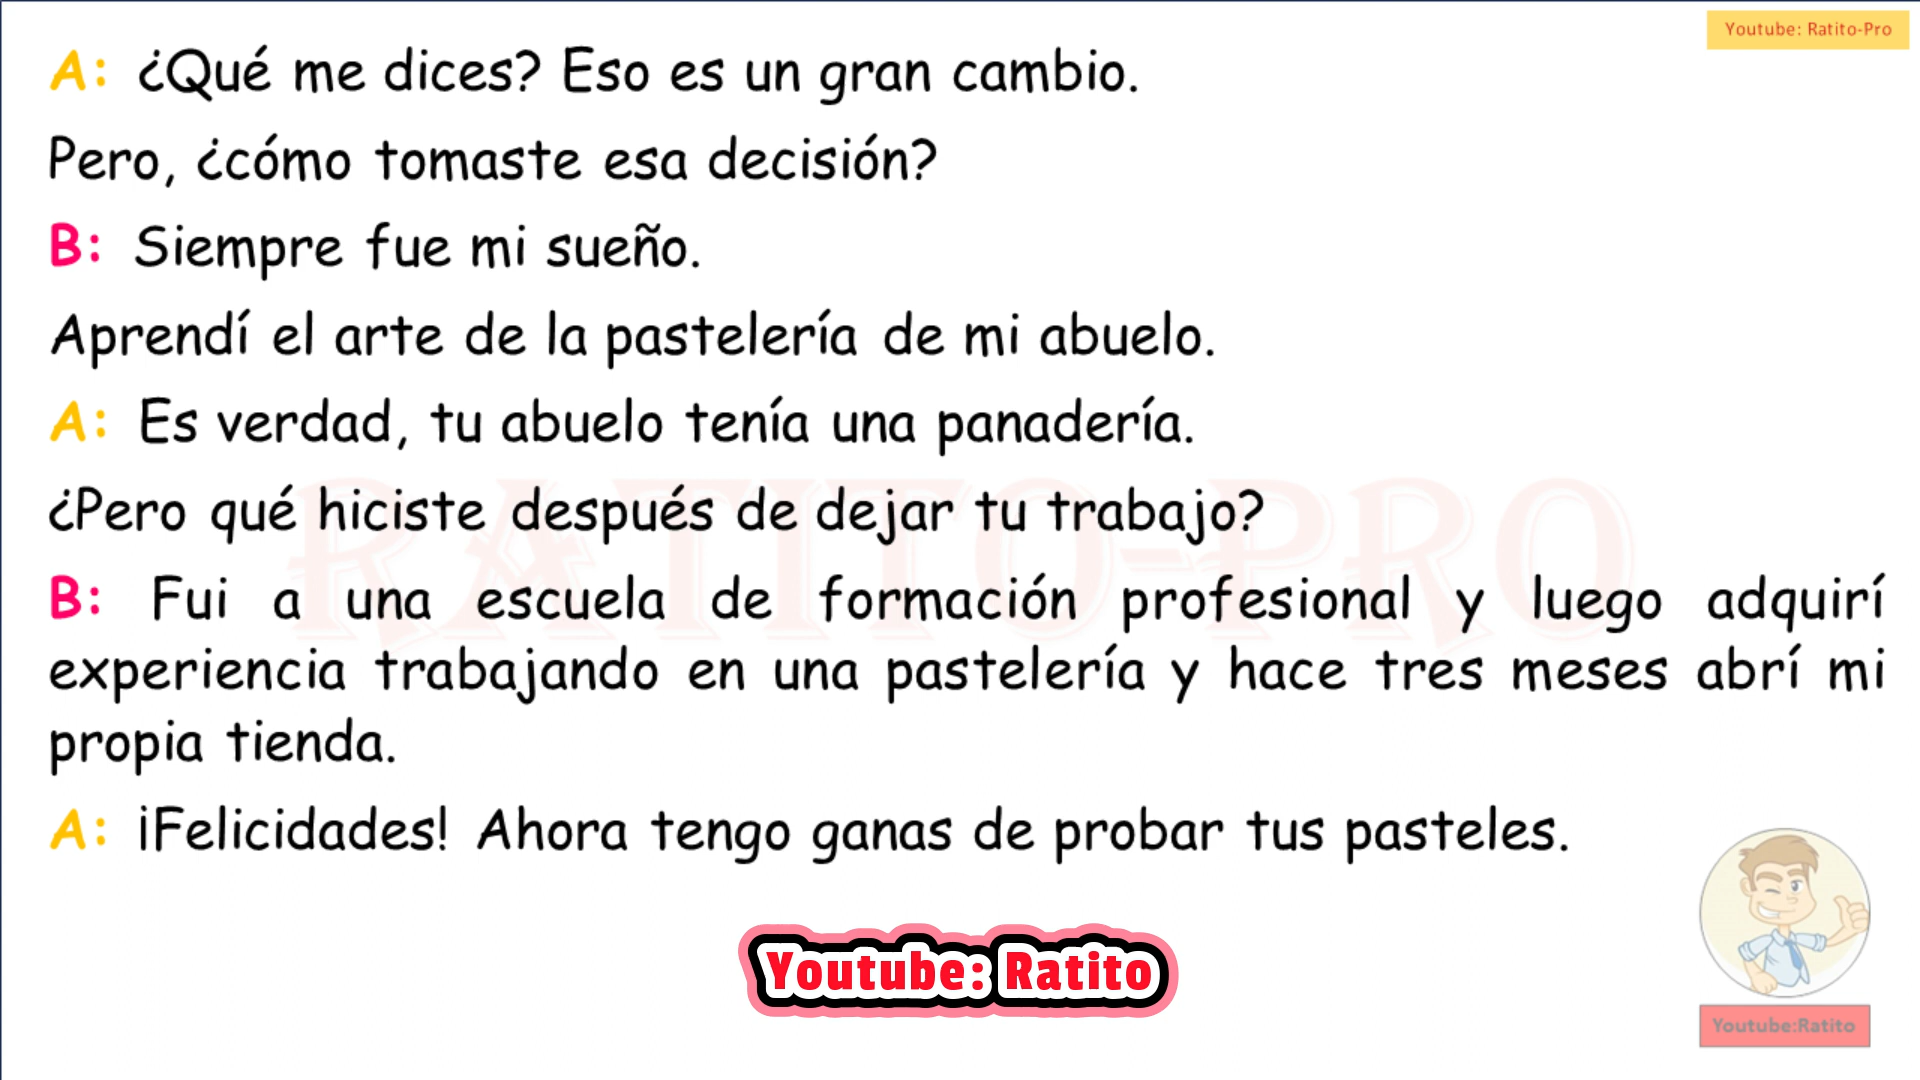 Youtube: Ratito-Pro
A: ¿Qué me dices? Eso es un gran cambio.
Pero, ¿cómo tomaste esa decisión?
B: Siempre fue mi sueño.
Aprendí el arte de la pastelería de mi abuelo.
A: Es verdad, tu abuelo tenía una panadería.
¿Pero qué hiciste después de dejar tu trabajo?
RATITO-PRO
B: Fui a una escuela de formación profesional y luego adquirí
experiencia trabajando en una pastelería y hace tres meses abrí mi
propia tienda.
A: ¡Felicidades! Ahora tengo ganas de probar tus pasteles.
Youtube: Ratito
Youtube:Ratito